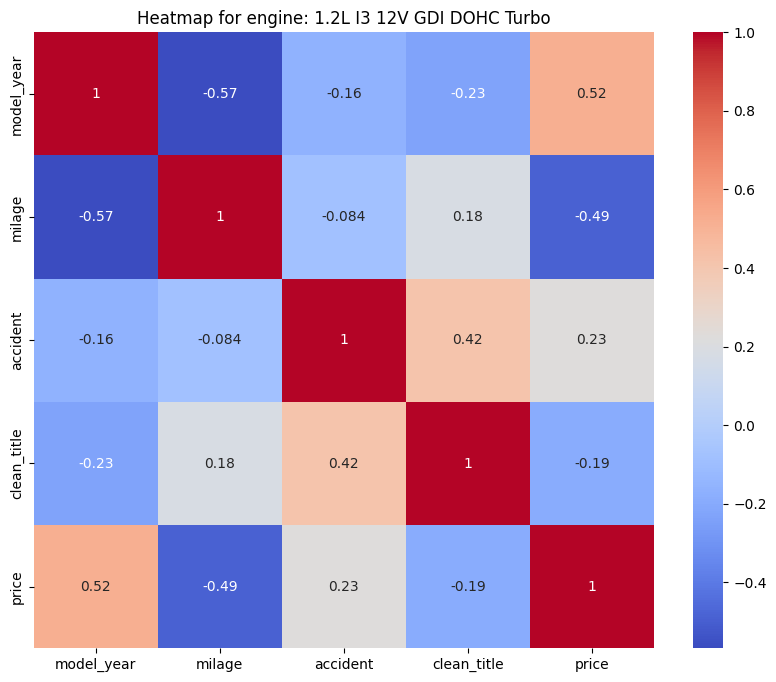 Heatmap for engine: 1.2L I3 12V GDI DOHC Turbo
model_year 1 -0.57 -0.16 -0.23 0.52
milage -0.57 1 -0.084 0.18 -0.49
accident -0.16 -0.084 1 0.42 0.23
clean_title -0.23 0.18 0.42 1 -0.19
price 0.52 -0.49 0.23 -0.19 1
model_year milage accident clean_title price
1.0
0.8
0.6
0.4
0.2
0.0
−0.2
−0.4